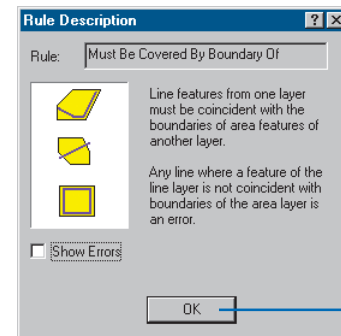 Rule Description
Rule: Must Be Covered By Boundary Of
Line features from one layer
must be coincident with the
boundaries of area features of
another layer.
Any line where a feature of the
line layer is not coincident with
boundaries of the area layer is
an error.
Show Errors
OK